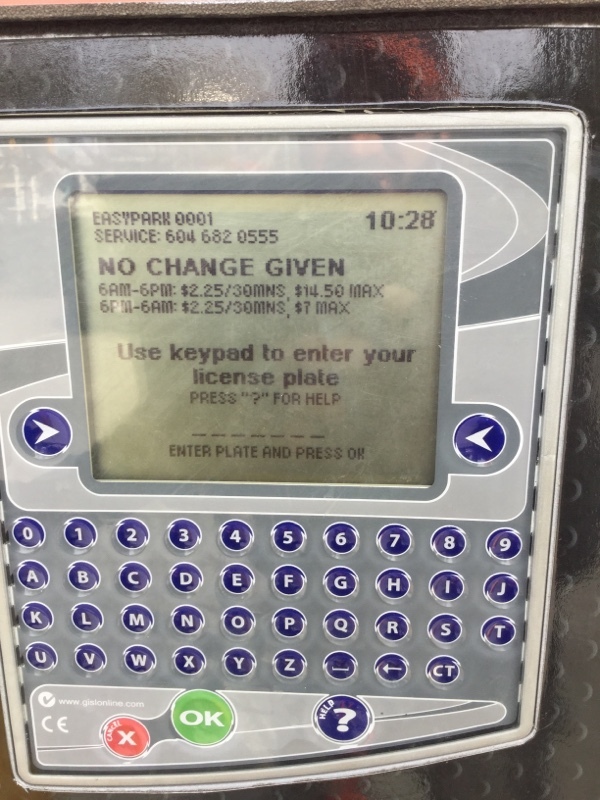 EASYPARK 0001 10:28
SERVICE: 604 682 0555
NO CHANGE GIVEN
6AM-6PM: $2.25/30MNS, $14.50 MAX
6PM-6AM: $2.25/30MNS, $7 MAX
Use keypad to enter your
license plate
PRESS "?" FOR HELP
_ _ _ _ _ _ _
ENTER PLATE AND PRESS OK
0 1 2 3 4 5 6 7 8 9
A B C D E F G H I J
K L M N O P Q R S T
U V W X Y Z ← CT
www.gislonline.com
CE
CANCEL X
OK
HELP ?